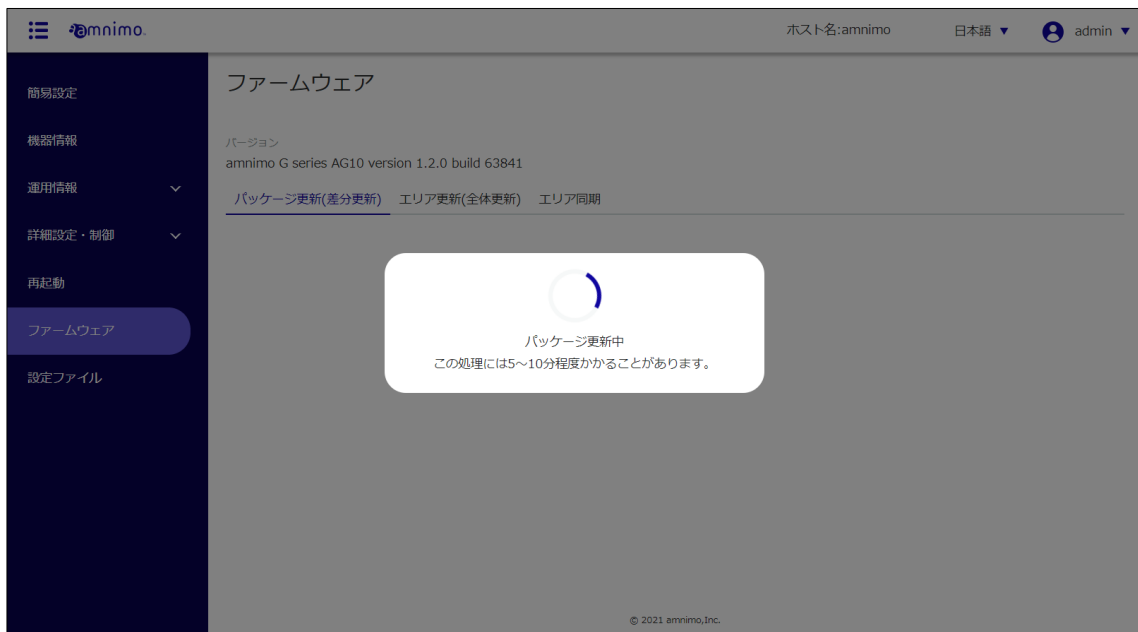 amnimo.
ホスト名:amnimo
日本語 ▼
admin ▼
簡易設定
機器情報
運用情報
詳細設定・制御
再起動
ファームウェア
設定ファイル
ファームウェア
バージョン
amnimo G series AG10 version 1.2.0 build 63841
パッケージ更新(差分更新) エリア更新(全体更新) エリア同期
パッケージ更新中
この処理には5～10分程度かかることがあります。
© 2021 amnimo,Inc.